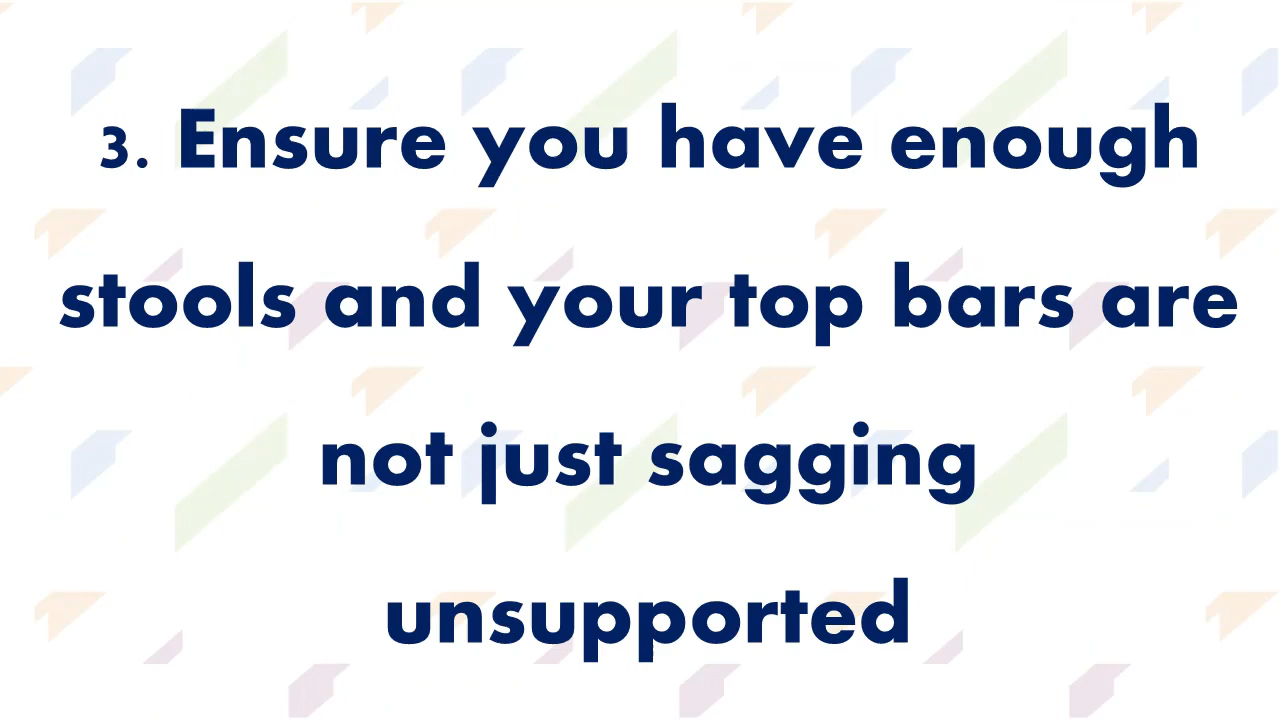 3. Ensure you have enough
stools and your top bars are
not just sagging
unsupported